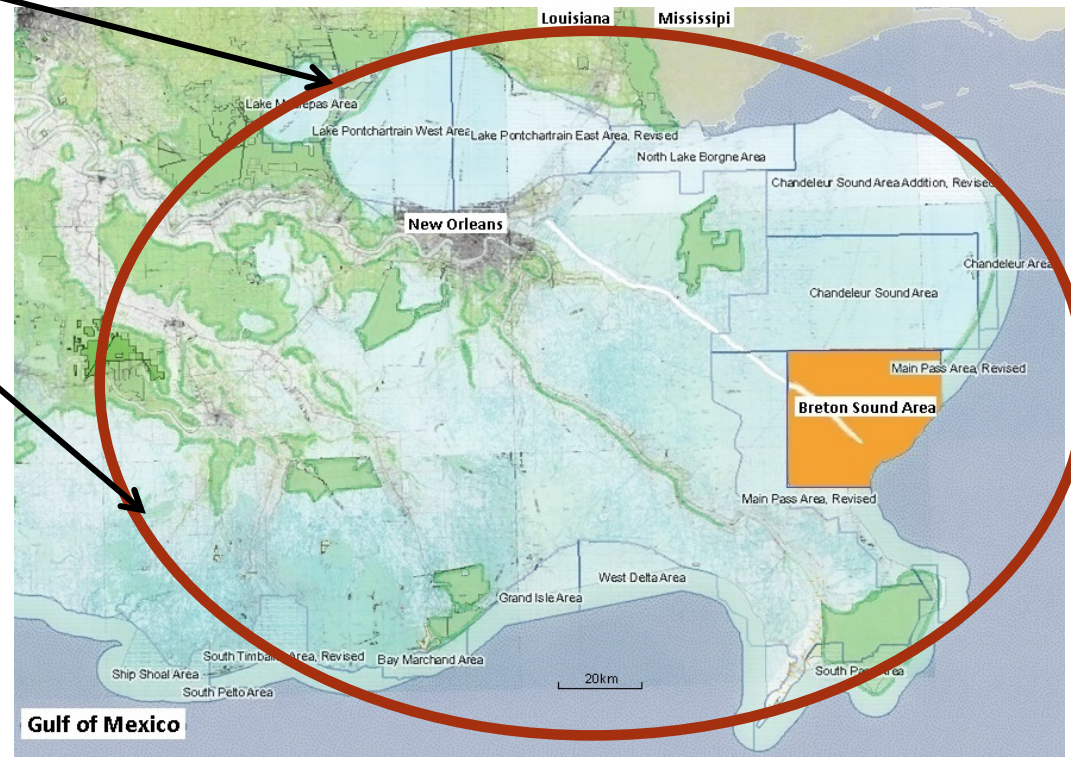 Louisiana Mississipi
Lake Maurepas Area
Lake Pontchartrain West Area
Lake Pontchartrain East Area, Revised
North Lake Borgne Area
Chandeleur Sound Area Addition, Revised
New Orleans
Chandeleur Area
Chandeleur Sound Area
Main Pass Area, Revised
Breton Sound Area
Main Pass Area, Revised
West Delta Area
Grand Isle Area
South Timbalier Area, Revised
Bay Marchand Area
South Pass Area
Ship Shoal Area
20km
South Pelto Area
Gulf of Mexico